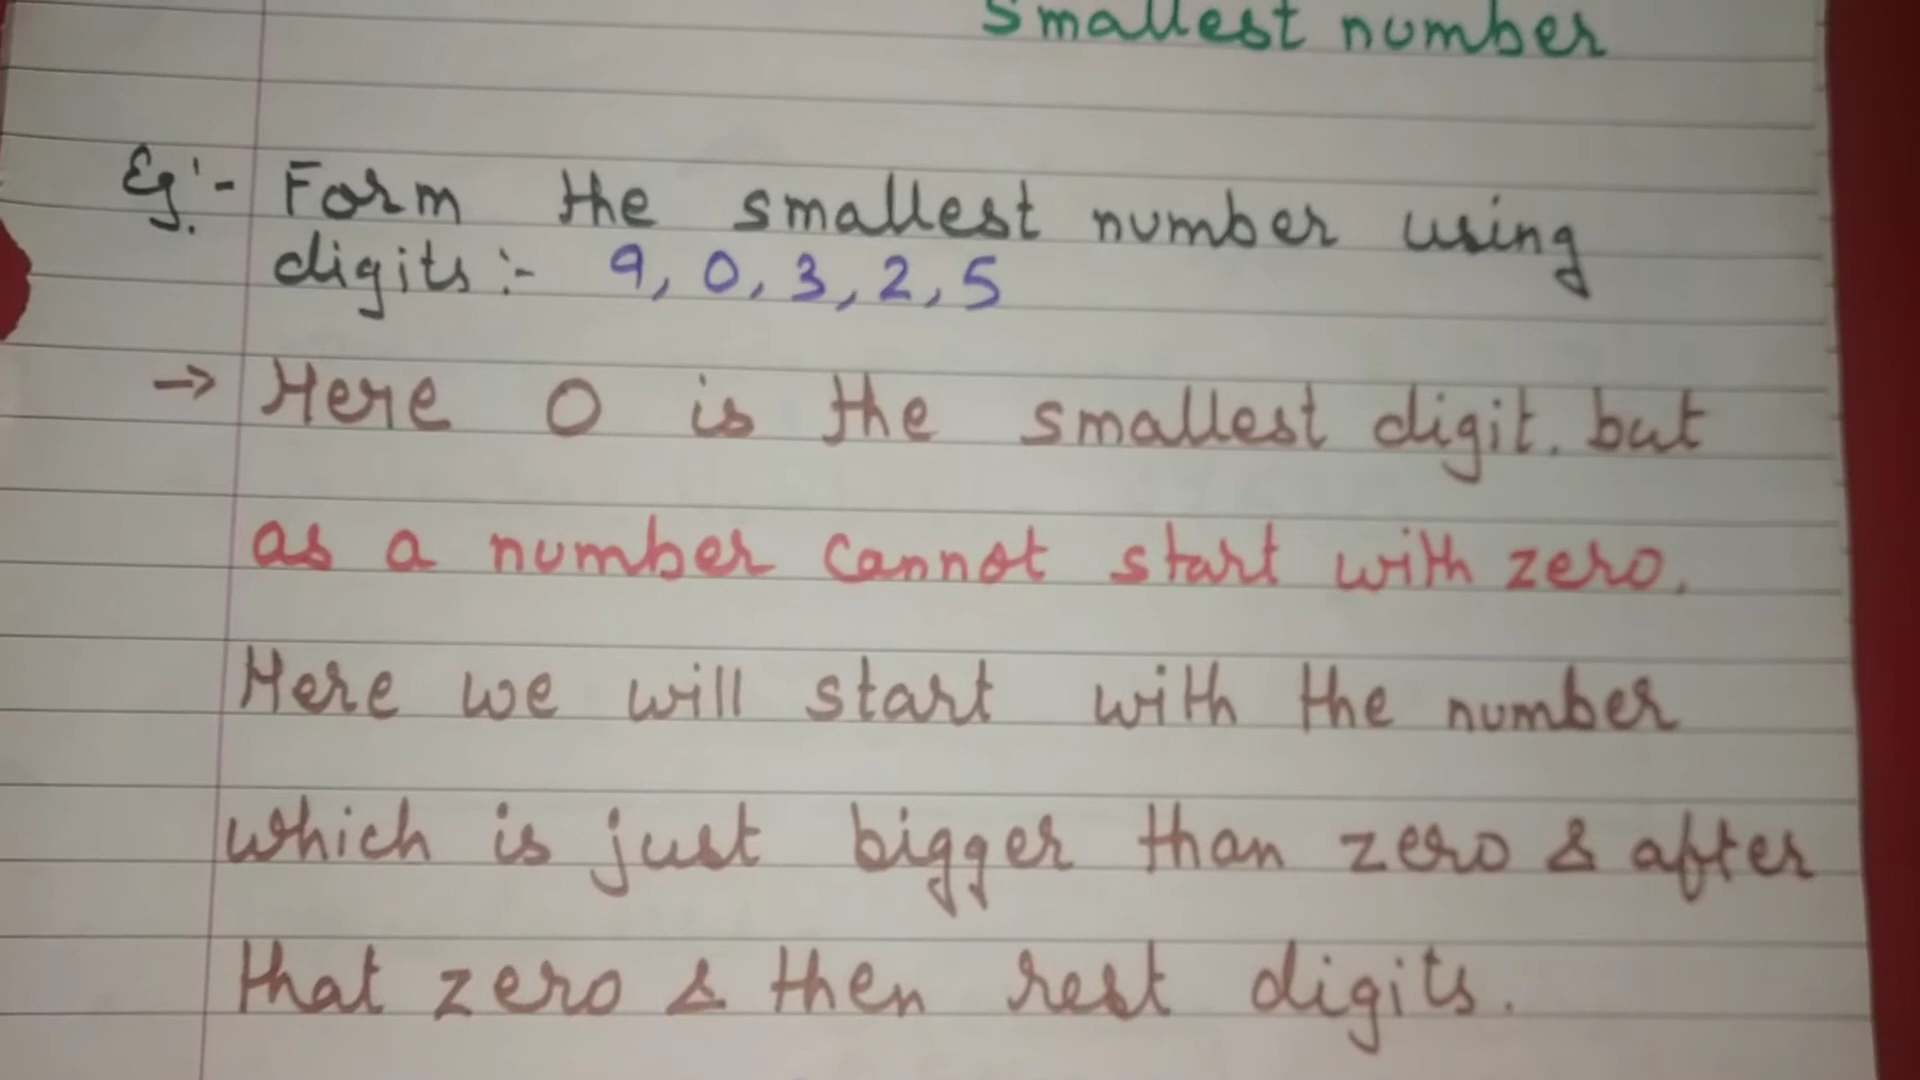 Smallest number
Eg:- Form the smallest number using
digits:- 9, 0, 3, 2, 5
→ Here 0 is the smallest digit. but
as a number cannot start with zero.
Here we will start with the number
which is just bigger than zero & after
that zero & then rest digits.